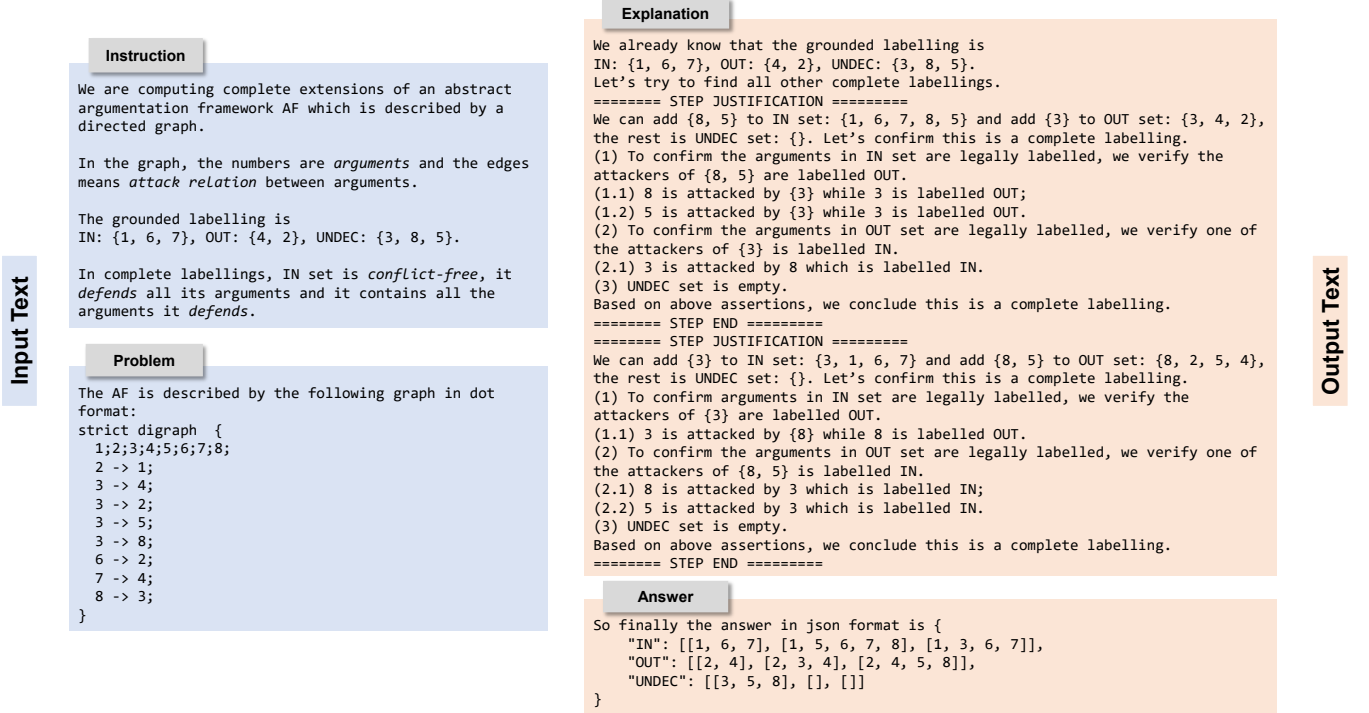 Input Text
Instruction
We are computing complete extensions of an abstract
argumentation framework AF which is described by a
directed graph.
In the graph, the numbers are arguments and the edges
means attack relation between arguments.
The grounded labelling is
IN: {1, 6, 7}, OUT: {4, 2}, UNDEC: {3, 8, 5}.
In complete labellings, IN set is conflict-free, it
defends all its arguments and it contains all the
arguments it defends.
Problem
The AF is described by the following graph in dot
format:
strict digraph  {
  1;2;3;4;5;6;7;8;
  2 -> 1;
  3 -> 4;
  3 -> 2;
  3 -> 5;
  3 -> 8;
  6 -> 2;
  7 -> 4;
  8 -> 3;
}
Explanation
We already know that the grounded labelling is
IN: {1, 6, 7}, OUT: {4, 2}, UNDEC: {3, 8, 5}.
Let's try to find all other complete labellings.
======== STEP JUSTIFICATION =========
We can add {8, 5} to IN set: {1, 6, 7, 8, 5} and add {3} to OUT set: {3, 4, 2},
the rest is UNDEC set: {}. Let's confirm this is a complete labelling.
(1) To confirm the arguments in IN set are legally labelled, we verify the
attackers of {8, 5} are labelled OUT.
(1.1) 8 is attacked by {3} while 3 is labelled OUT;
(1.2) 5 is attacked by {3} while 3 is labelled OUT.
(2) To confirm the arguments in OUT set are legally labelled, we verify one of
the attackers of {3} is labelled IN.
(2.1) 3 is attacked by 8 which is labelled IN.
(3) UNDEC set is empty.
Based on above assertions, we conclude this is a complete labelling.
======== STEP END =========
======== STEP JUSTIFICATION =========
We can add {3} to IN set: {3, 1, 6, 7} and add {8, 5} to OUT set: {8, 2, 5, 4},
the rest is UNDEC set: {}. Let's confirm this is a complete labelling.
(1) To confirm arguments in IN set are legally labelled, we verify the
attackers of {3} are labelled OUT.
(1.1) 3 is attacked by {8} while 8 is labelled OUT.
(2) To confirm the arguments in OUT set are legally labelled, we verify one of
the attackers of {8, 5} is labelled IN.
(2.1) 8 is attacked by 3 which is labelled IN;
(2.2) 5 is attacked by 3 which is labelled IN.
(3) UNDEC set is empty.
Based on above assertions, we conclude this is a complete labelling.
======== STEP END =========
Answer
So finally the answer in json format is {
    "IN": [[1, 6, 7], [1, 5, 6, 7, 8], [1, 3, 6, 7]],
    "OUT": [[2, 4], [2, 3, 4], [2, 4, 5, 8]],
    "UNDEC": [[3, 5, 8], [], []]
}
Output Text